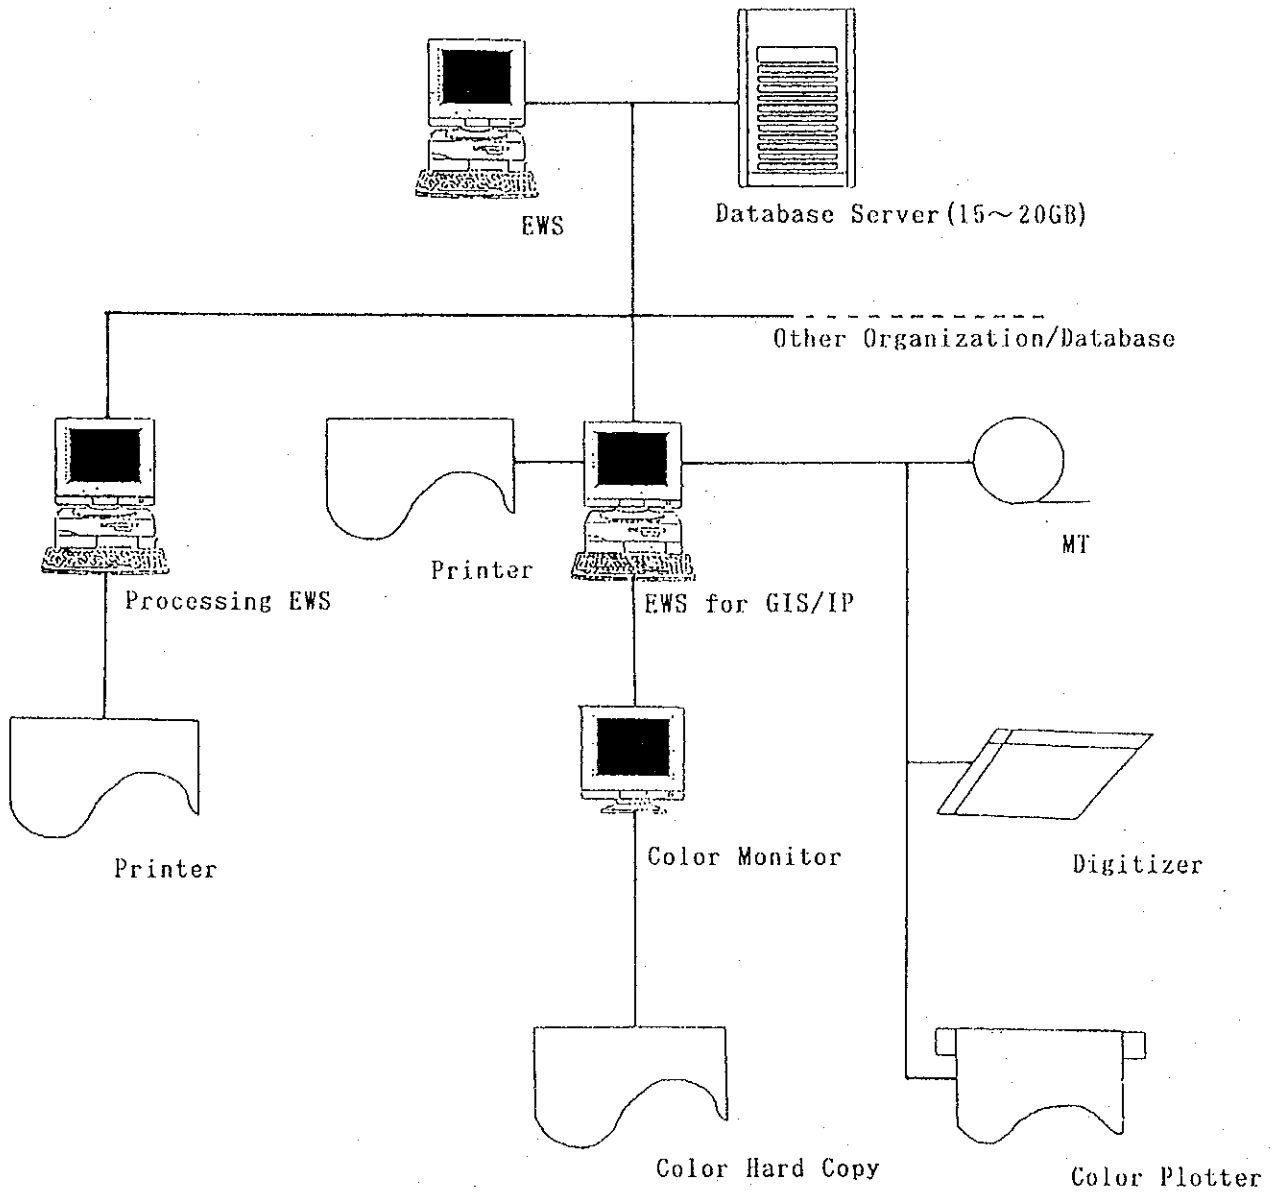 EWS
Database Server(15～20GB)
Other Organization/Database
Printer
MT
Processing EWS
EWS for GIS/IP
Color Monitor
Printer
Digitizer
Color Hard Copy
Color Plotter